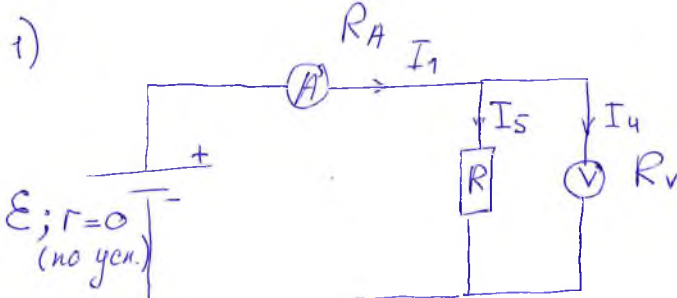 1)
R_A
A
I_1
+
-
I_5
I_4
R
V
R_V
ℰ; r=0
(по усл.)